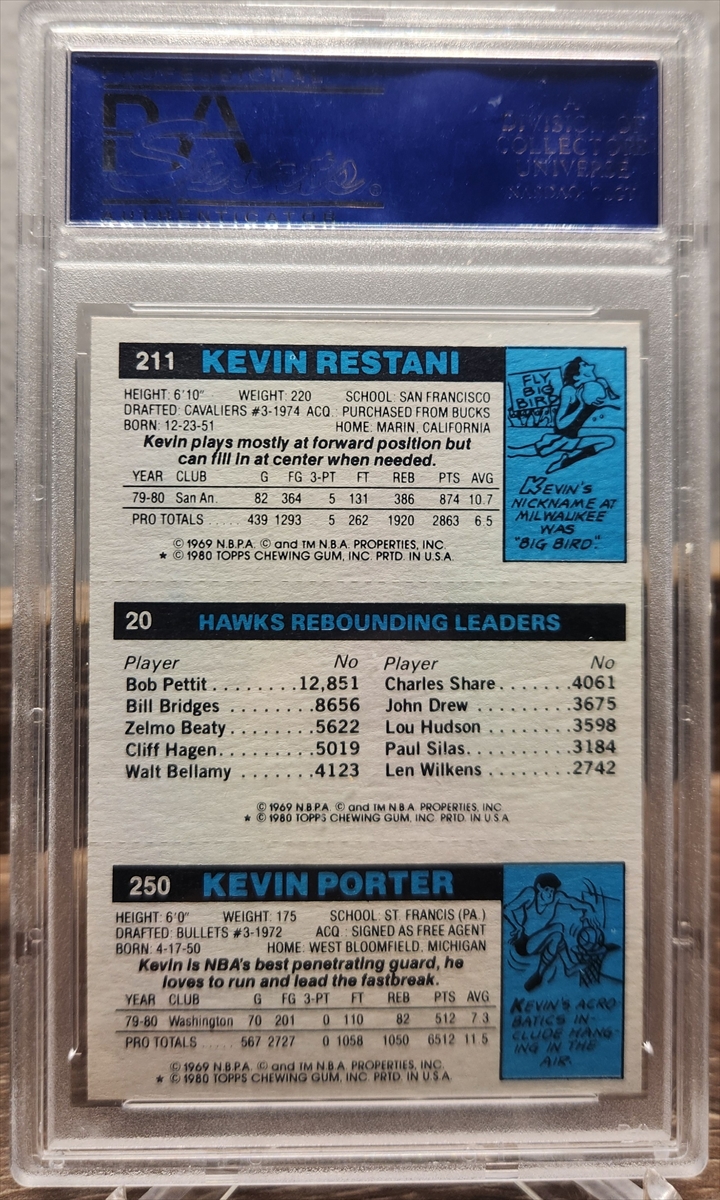 PSA
AUTHENTICATOR
A
DIVISION OF
COLLECTORS
UNIVERSE
NASDAQ: CLCT
211 KEVIN RESTANI
HEIGHT: 6'10" WEIGHT: 220 SCHOOL: SAN FRANCISCO
DRAFTED: CAVALIERS #3-1974 ACQ.: PURCHASED FROM BUCKS
BORN: 12-23-51 HOME: MARIN, CALIFORNIA
Kevin plays mostly at forward position but
can fill in at center when needed.
YEAR CLUB G FG 3-PT FT REB PTS AVG
79-80 San An. 82 364 5 131 386 874 10.7
PRO TOTALS ..... 439 1293 5 262 1920 2863 6.5
© 1969 N.B.P.A. © and TM N.B.A. PROPERTIES, INC.
★ © 1980 TOPPS CHEWING GUM, INC. PRTD. IN U.S.A.
FLY
BIG
BIRD
KEVIN'S
NICKNAME AT
MILWAUKEE
WAS
"BIG BIRD".
20 HAWKS REBOUNDING LEADERS
Player No Player No
Bob Pettit ........ 12,851 Charles Share ....... 4061
Bill Bridges ........ 8656 John Drew ......... 3675
Zelmo Beaty ........ 5622 Lou Hudson ........ 3598
Cliff Hagen ......... 5019 Paul Silas .......... 3184
Walt Bellamy ....... 4123 Len Wilkens ........ 2742
© 1969 N.B.P.A. © and TM N.B.A. PROPERTIES, INC.
★ © 1980 TOPPS CHEWING GUM, INC. PRTD. IN U.S.A.
250 KEVIN PORTER
HEIGHT: 6'0" WEIGHT: 175 SCHOOL: ST. FRANCIS (PA.)
DRAFTED: BULLETS #3-1972 ACQ.: SIGNED AS FREE AGENT
BORN: 4-17-50 HOME: WEST BLOOMFIELD, MICHIGAN
Kevin is NBA's best penetrating guard, he
loves to run and lead the fastbreak.
YEAR CLUB G FG 3-PT FT REB PTS AVG
79-80 Washington 70 201 0 110 82 512 7.3
PRO TOTALS ..... 567 2727 0 1058 1050 6512 11.5
© 1969 N.B.P.A. © and TM N.B.A. PROPERTIES, INC.
★ © 1980 TOPPS CHEWING GUM, INC. PRTD. IN U.S.A.
KEVIN'S ACRO-
BATICS IN-
CLUDE HANG-
ING IN THE
AIR.